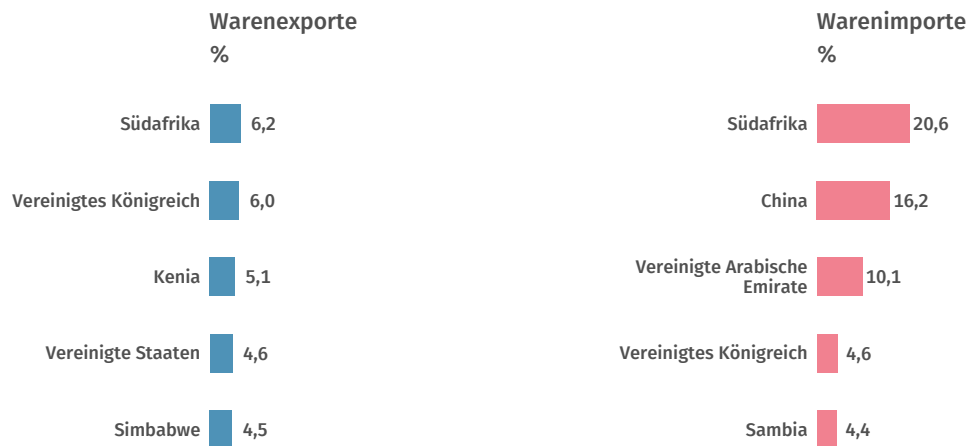 Warenexporte
%
Südafrika 6,2
Vereinigtes Königreich 6,0
Kenia 5,1
Vereinigte Staaten 4,6
Simbabwe 4,5
Warenimporte
%
Südafrika 20,6
China 16,2
Vereinigte Arabische
Emirate 10,1
Vereinigtes Königreich 4,6
Sambia 4,4